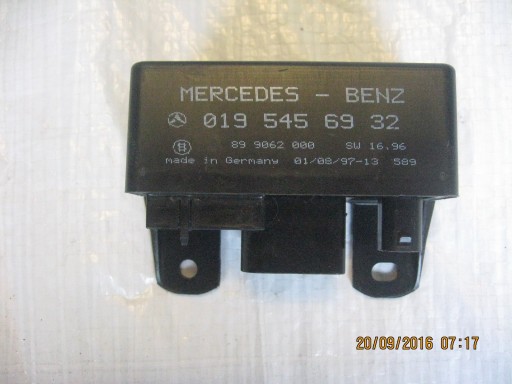 MERCEDES - BENZ
019 545 69 32
89 9062 000 SW 16.96
made in Germanw 01/08/97-13 589
20/09/2016 07:17